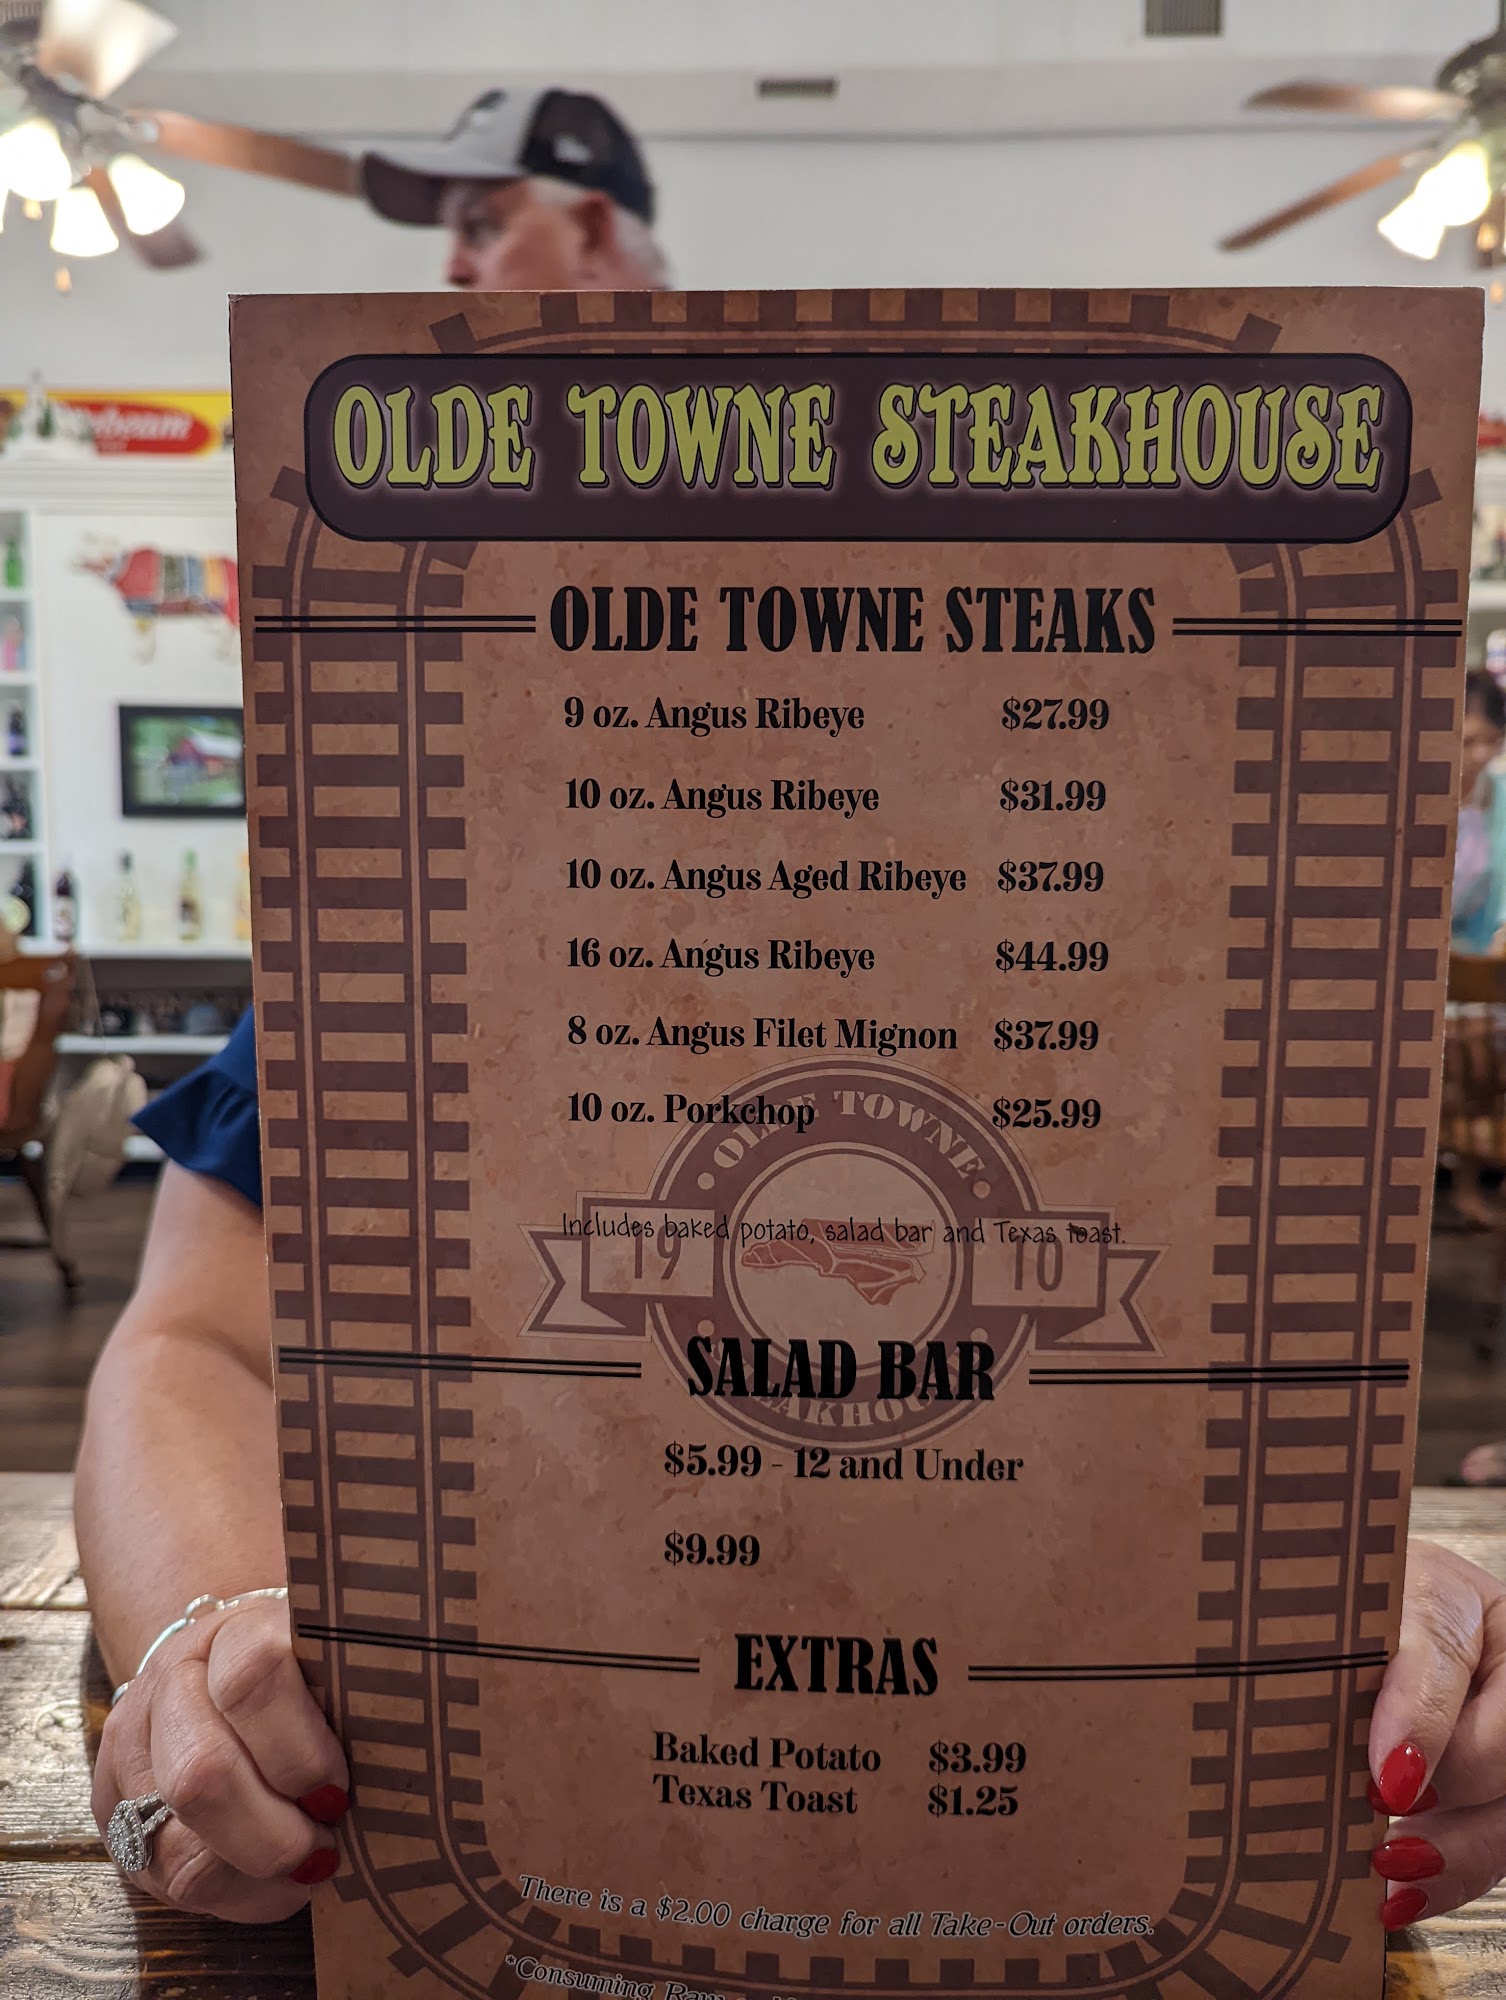 OLDE TOWNE STEAKHOUSE
OLDE TOWNE STEAKS
9 oz. Angus Ribeye $27.99
10 oz. Angus Ribeye $31.99
10 oz. Angus Aged Ribeye $37.99
16 oz. Angus Ribeye $44.99
8 oz. Angus Filet Mignon $37.99
10 oz. Porkchop $25.99
OLDE TOWNE
Includes baked potato, salad bar and Texas toast.
19 10
SALAD BAR
$5.99 - 12 and Under
$9.99
EXTRAS
Baked Potato $3.99
Texas Toast $1.25
There is a $2.00 charge for all Take-Out orders.
*Consuming Raw